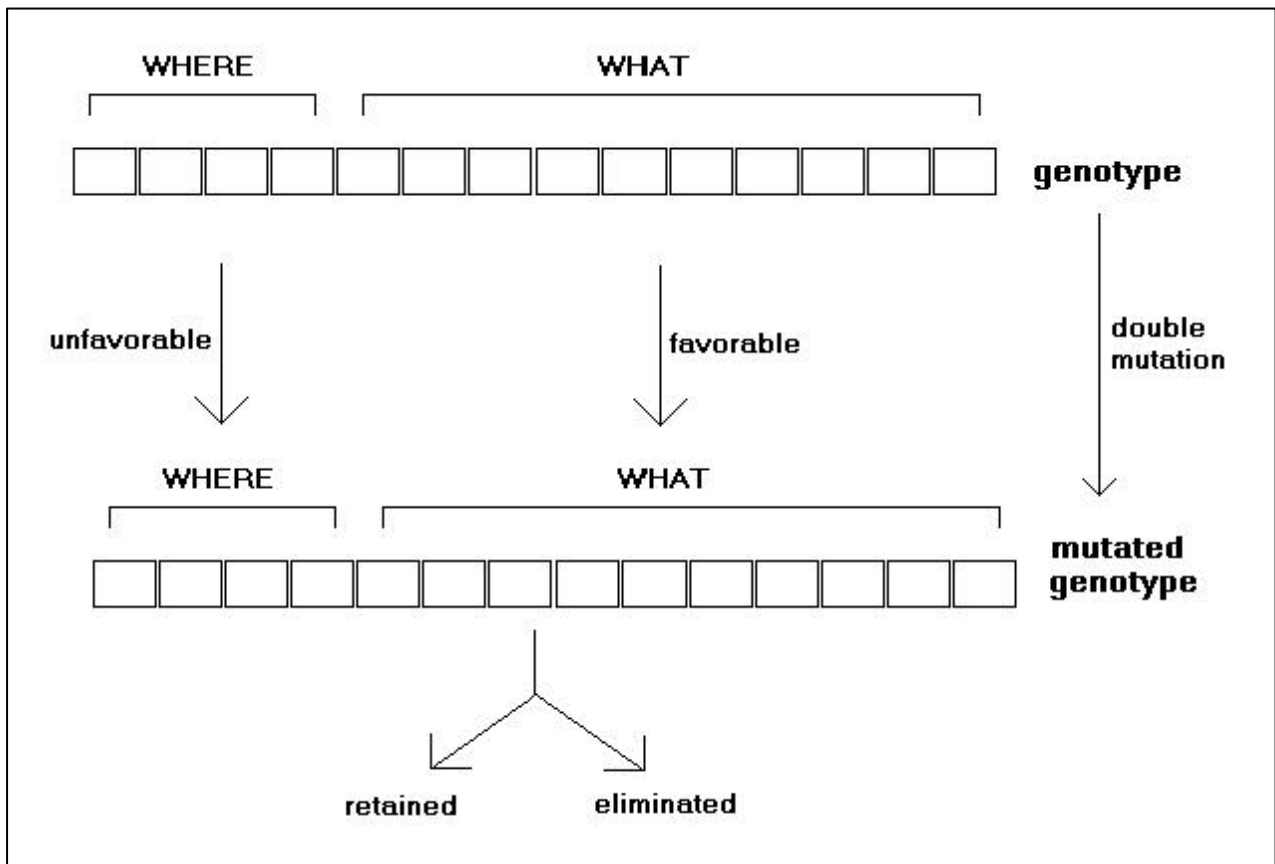 WHERE
WHAT
genotype
unfavorable
favorable
double
mutation
WHERE
WHAT
mutated
genotype
retained
eliminated